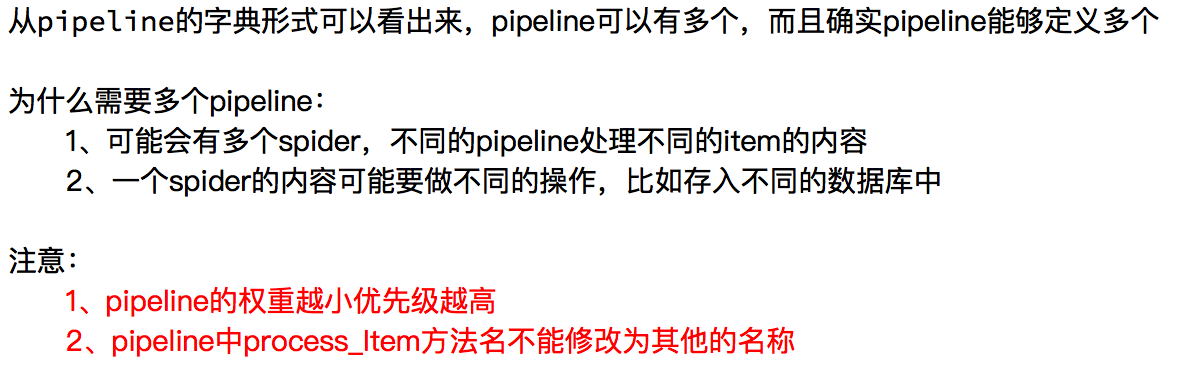 从pipeline的字典形式可以看出来，pipeline可以有多个，而且确实pipeline能够定义多个
为什么需要多个pipeline：
1、可能会有多个spider，不同的pipeline处理不同的item的内容
2、一个spider的内容可能要做不同的操作，比如存入不同的数据库中
注意：
1、pipeline的权重越小优先级越高
2、pipeline中process_Item方法名不能修改为其他的名称